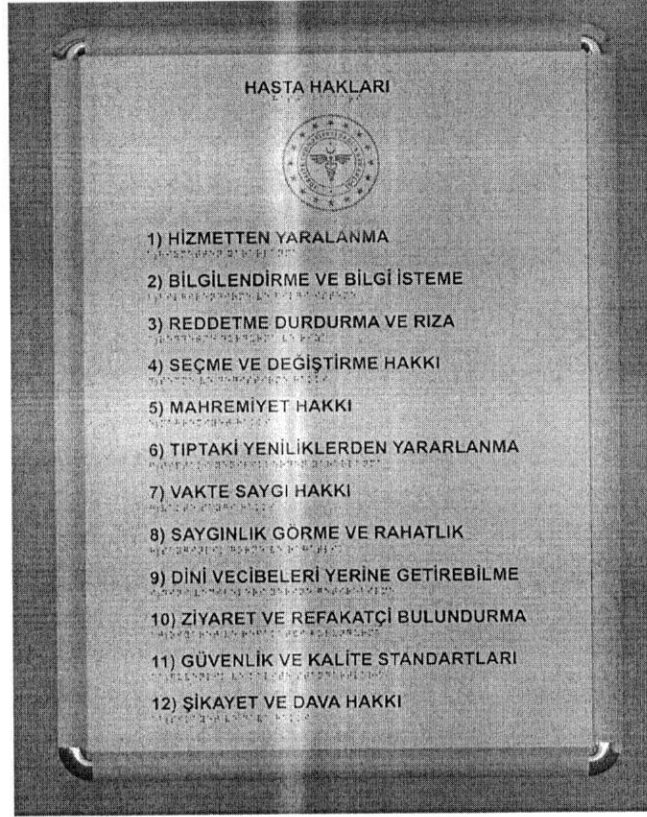 HASTA HAKLARI
1) HİZMETTEN YARALANMA
2) BİLGİLENDİRME VE BİLGİ İSTEME
3) REDDETME DURDURMA VE RIZA
4) SEÇME VE DEĞİŞTİRME HAKKI
5) MAHREMİYET HAKKI
6) TIPTAKİ YENİLİKLERDEN YARARLANMA
7) VAKTE SAYGI HAKKI
8) SAYGINLIK GÖRME VE RAHATLIK
9) DİNİ VECİBELERİ YERİNE GETİREBİLME
10) ZİYARET VE REFAKATÇİ BULUNDURMA
11) GÜVENLİK VE KALİTE STANDARTLARI
12) ŞİKAYET VE DAVA HAKKI